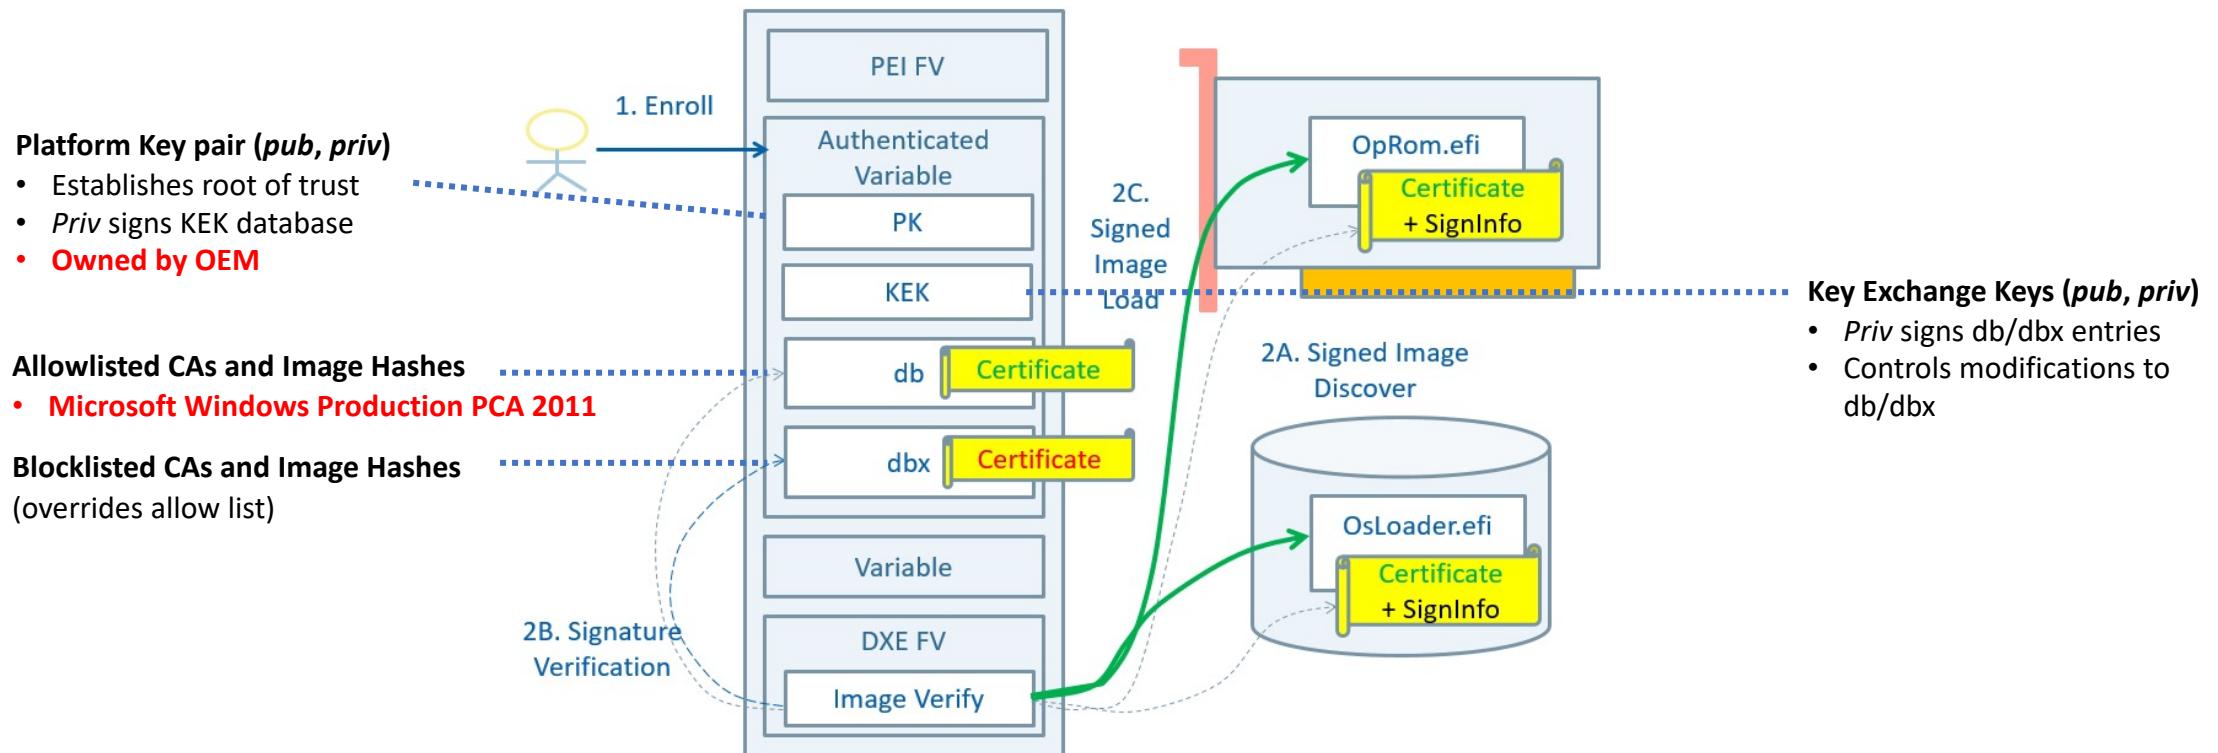 Platform Key pair (pub, priv)
• Establishes root of trust
• Priv signs KEK database
• Owned by OEM
Allowlisted CAs and Image Hashes
• Microsoft Windows Production PCA 2011
Blocklisted CAs and Image Hashes
(overrides allow list)
1. Enroll
PEI FV
Authenticated
Variable
PK
KEK
db
Certificate
dbx
Certificate
Variable
DXE FV
Image Verify
2B. Signature
Verification
2C.
Signed
Image
Load
OpRom.efi
Certificate
+ SignInfo
2A. Signed Image
Discover
OsLoader.efi
Certificate
+ SignInfo
Key Exchange Keys (pub, priv)
• Priv signs db/dbx entries
• Controls modifications to
db/dbx